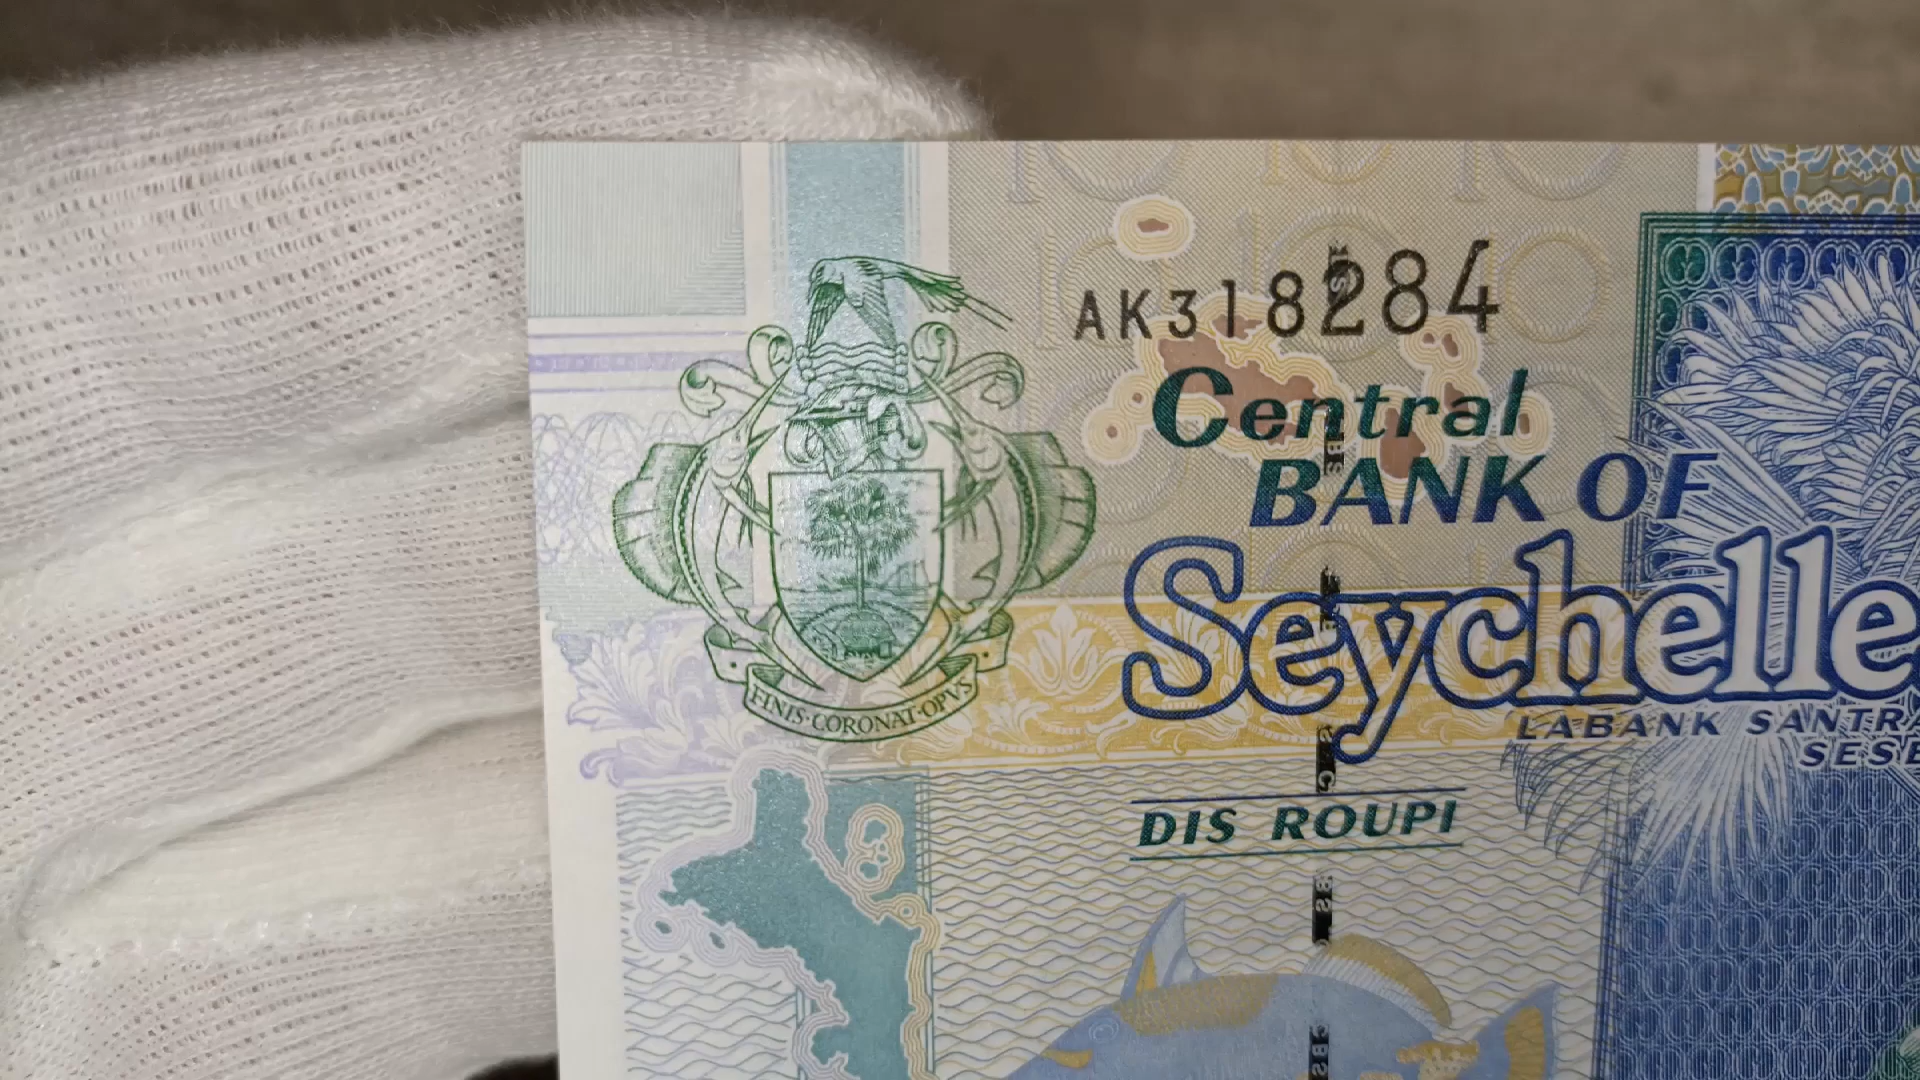 AK318284
Central
BANK OF
Seychelle
LABANK SANTRA
SESE
FINIS·CORONAT·OPVS
DIS ROUPI